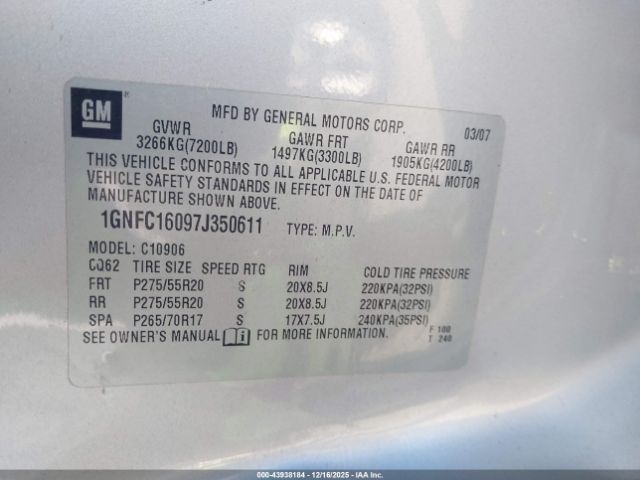 GM ®
MFD BY GENERAL MOTORS CORP. 03/07
GVWR GAWR FRT GAWR RR
3266KG(7200LB) 1497KG(3300LB) 1905KG(4200LB)
THIS VEHICLE CONFORMS TO ALL APPLICABLE U.S. FEDERAL MOTOR
VEHICLE SAFETY STANDARDS IN EFFECT ON THE DATE OF
MANUFACTURE SHOWN ABOVE.
1GNFC16097J350611 TYPE: M.P.V.
MODEL: C10906
CQ62 TIRE SIZE SPEED RTG RIM COLD TIRE PRESSURE
FRT P275/55R20 S 20X8.5J 220KPA(32PSI)
RR P275/55R20 S 20X8.5J 220KPA(32PSI)
SPA P265/70R17 S 17X7.5J 240KPA(35PSI)
SEE OWNER'S MANUAL i FOR MORE INFORMATION. F 100
T 240
© - 43938184 - 12/16/2025 - IAA Inc.